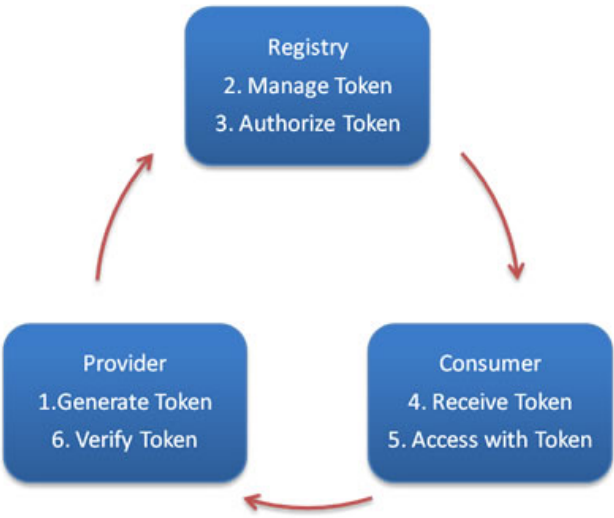 Registry
2. Manage Token
3. Authorize Token
Provider
1.Generate Token
6. Verify Token
Consumer
4. Receive Token
5. Access with Token